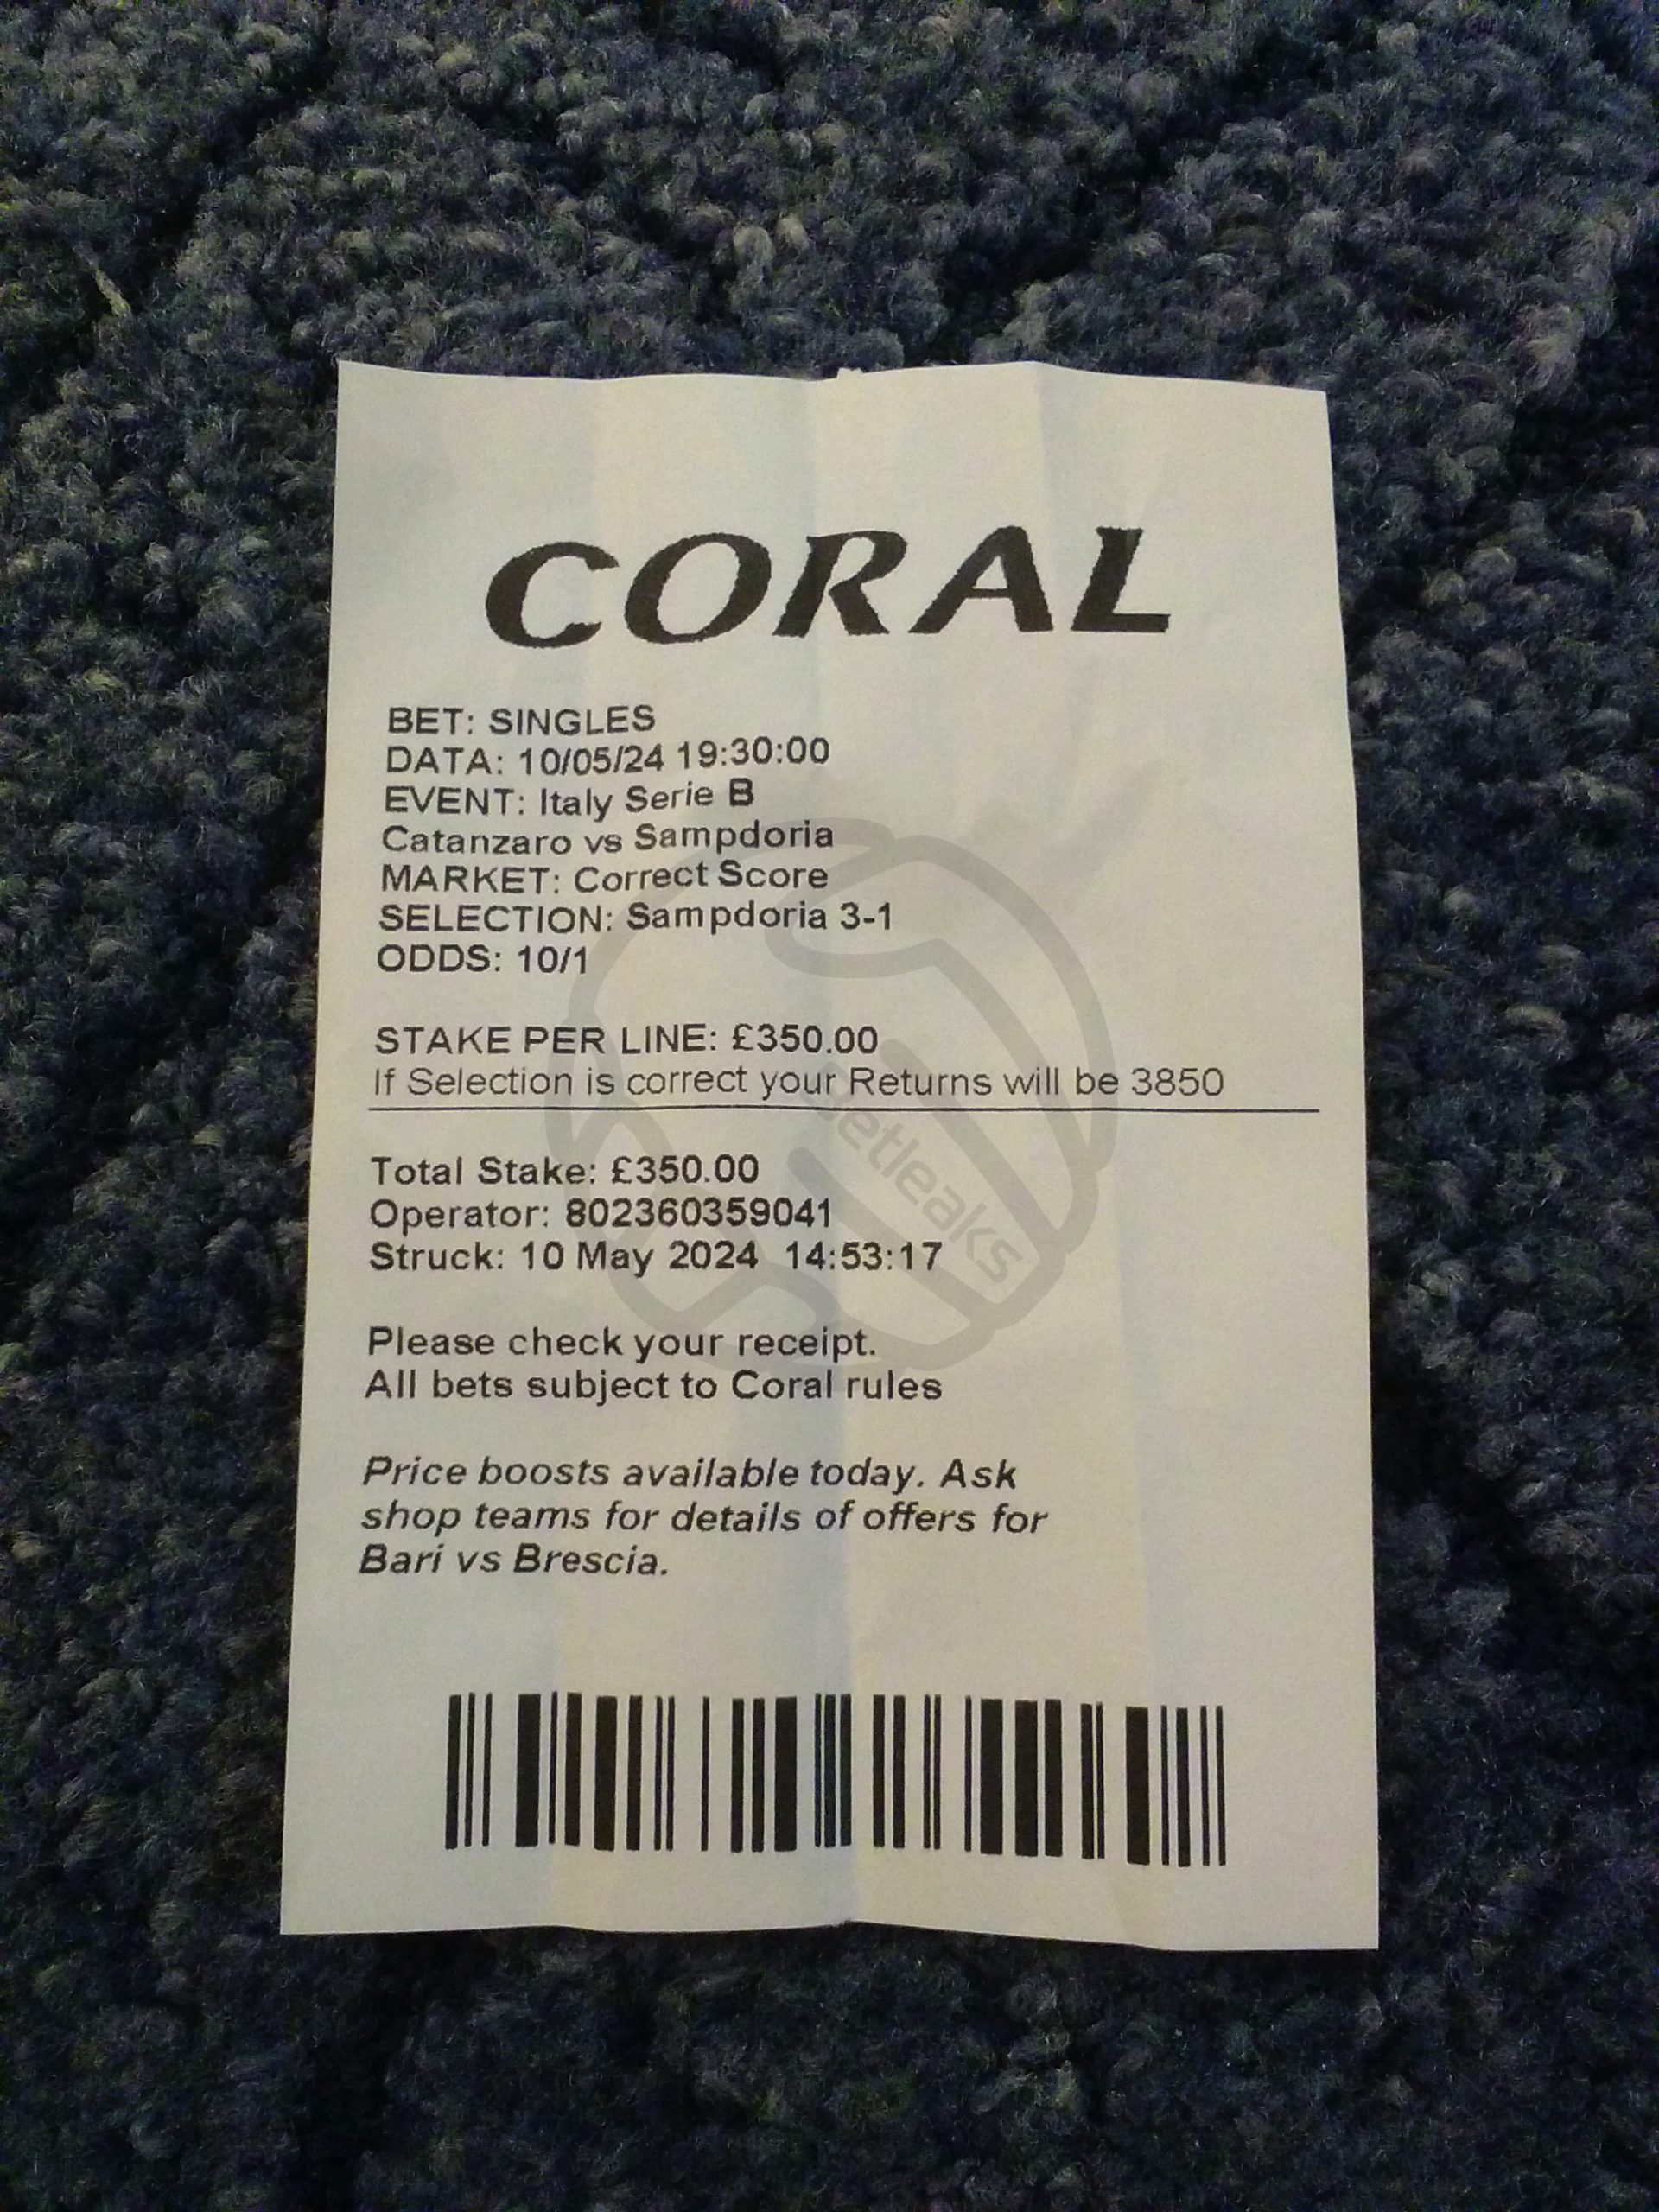 CORAL
BET: SINGLES
DATA: 10/05/24 19:30:00
EVENT: Italy Serie B
Catanzaro vs Sampdoria
MARKET: Correct Score
SELECTION: Sampdoria 3-1
ODDS: 10/1
STAKE PER LINE: £350.00
If Selection is correct your Returns will be 3850
Total Stake: £350.00
Operator: 802360359041
Struck: 10 May 2024 14:53:17
Please check your receipt.
All bets subject to Coral rules
Price boosts available today. Ask
shop teams for details of offers for
Bari vs Brescia.